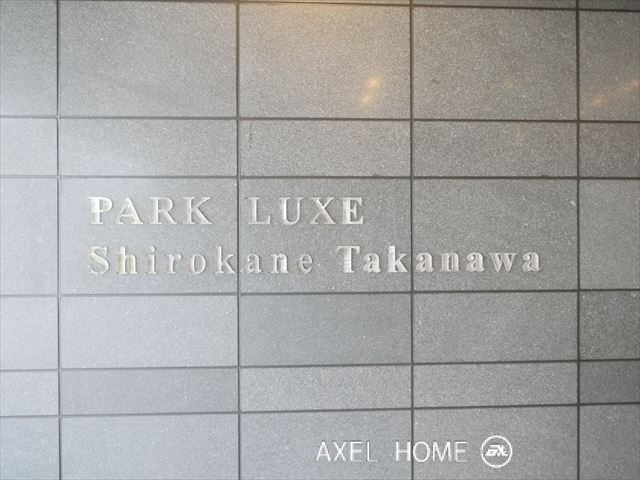 PARK LUXE
Shirokane Takanawa
AXEL HOME